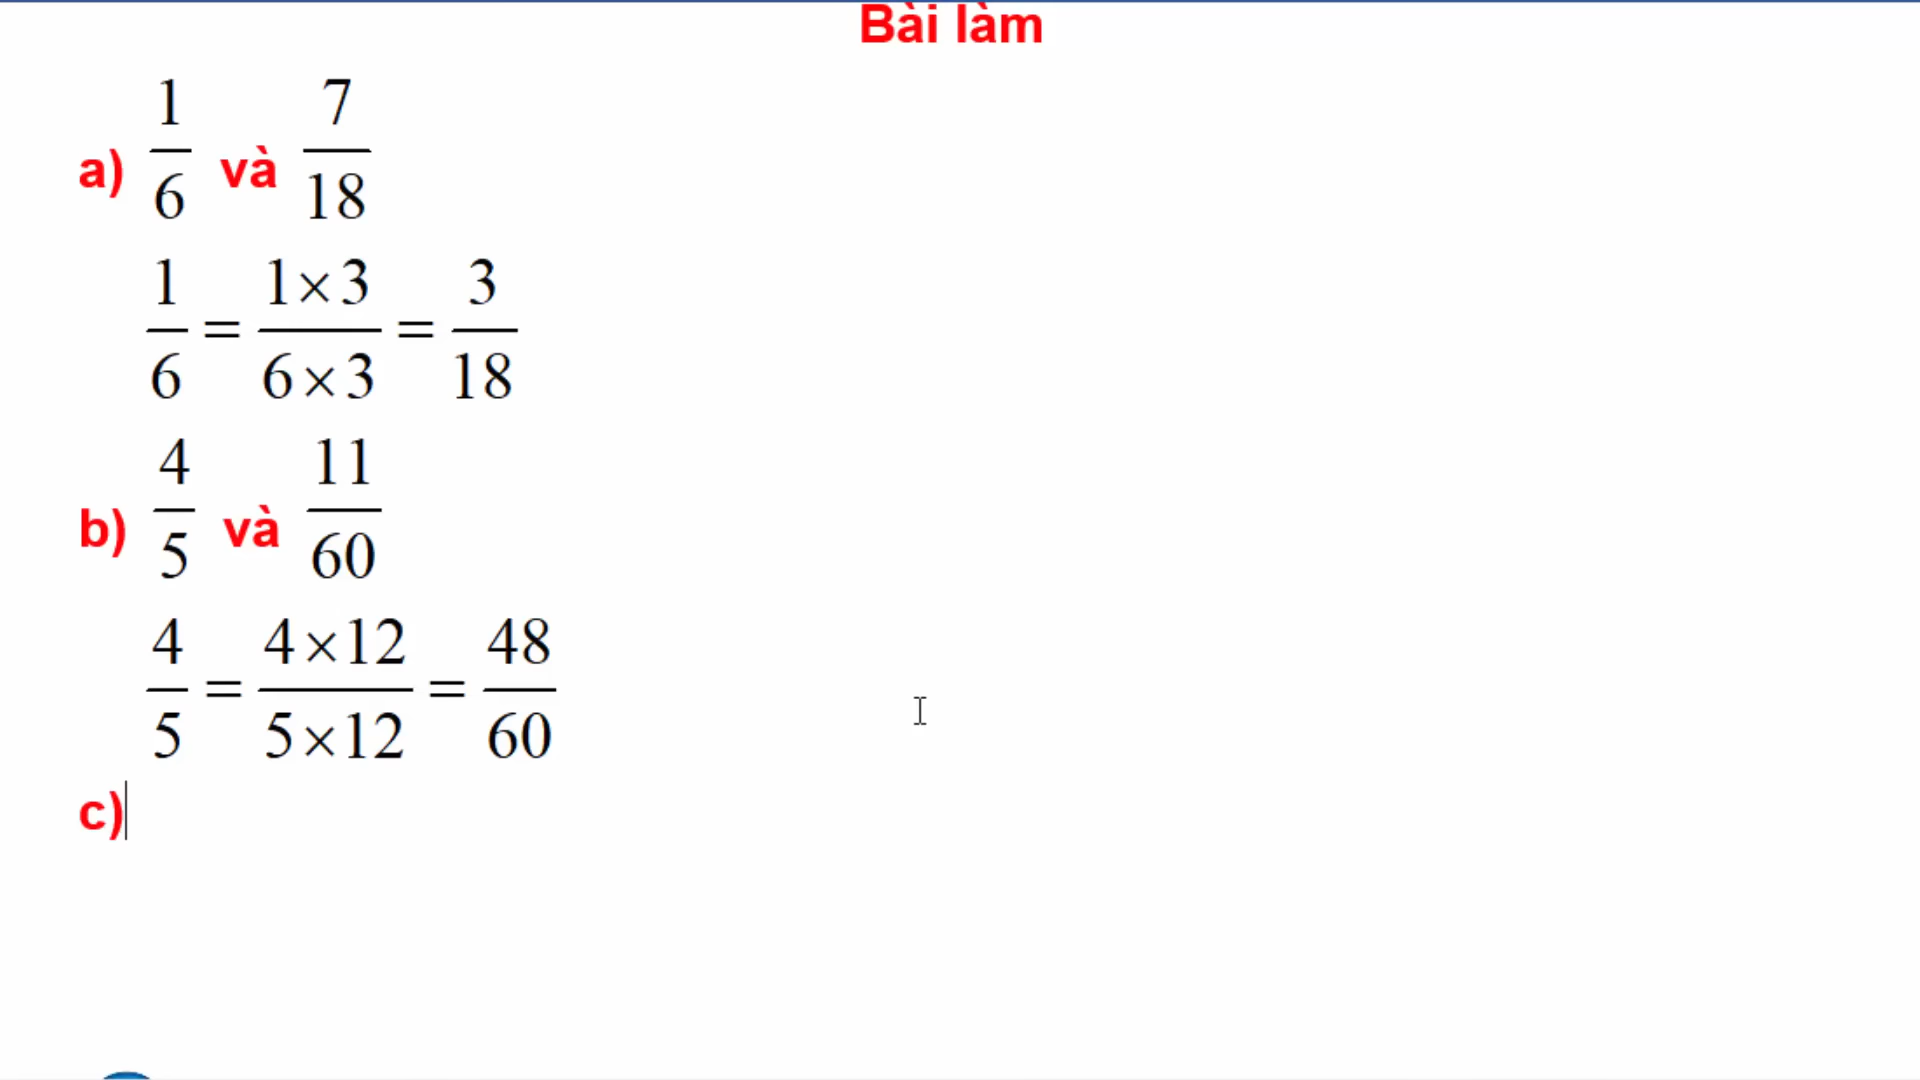 Bài làm
a) 1/6 và 7/18
1/6 = 1×3/6×3 = 3/18
b) 4/5 và 11/60
4/5 = 4×12/5×12 = 48/60
c)